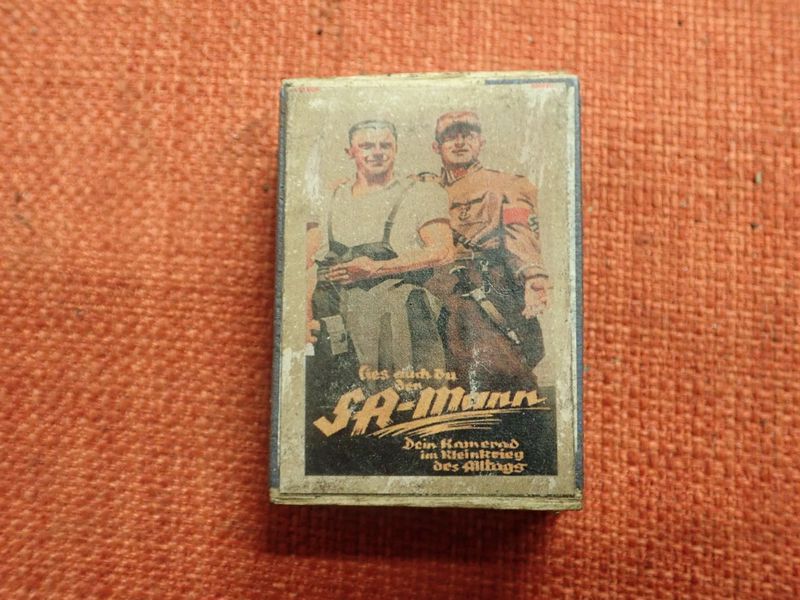 lies auch du
den
SA-Mann
Dein Kamerad
im Kleinkrieg
des Alltags